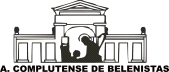 A. COMPLUTENSE DE BELENISTAS